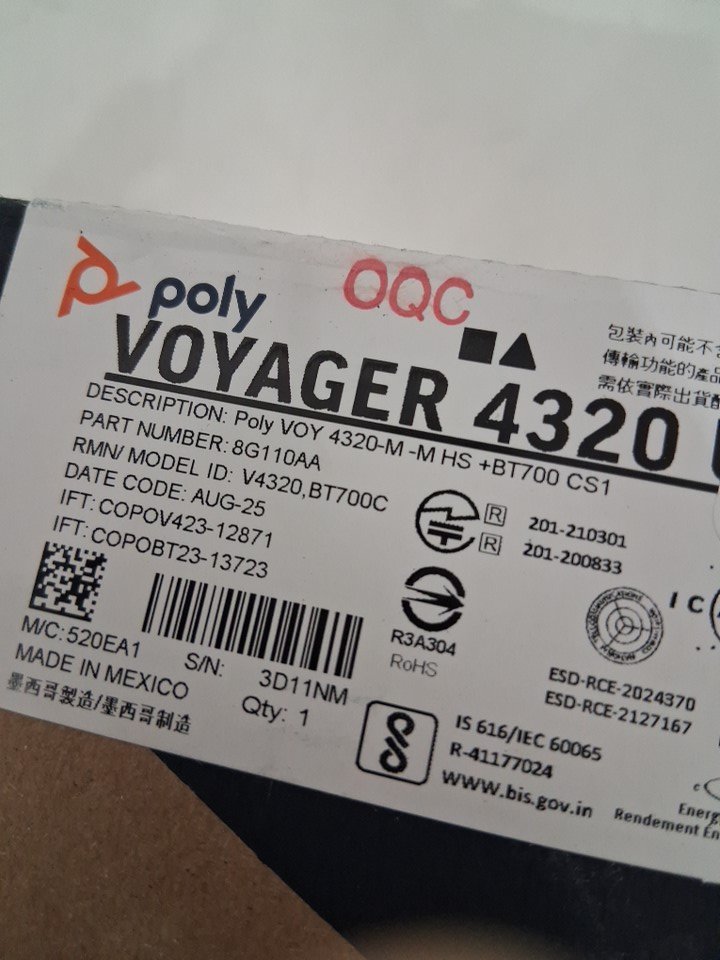 poly
OQC
VOYAGER 4320
包裝內可能不
傳輸功能的產品
需依實際出貨
DESCRIPTION: Poly VOY 4320-M -M HS +BT700 CS1
PART NUMBER: 8G110AA
RMN/ MODEL ID: V4320,BT700C
DATE CODE: AUG-25
IFT: COPOV423-12871
IFT: COPOBT23-13723
R 201-210301
R 201-200833
R3A304
RoHS
I C
M/C: 520EA1
S/N: 3D11NM
MADE IN MEXICO
Qty: 1
墨西哥製造/墨西哥制造
ESD-RCE-2024370
ESD-RCE-2127167
IS 616/IEC 60065
R-41177024
www.bis.gov.in
Energ
Rendement En